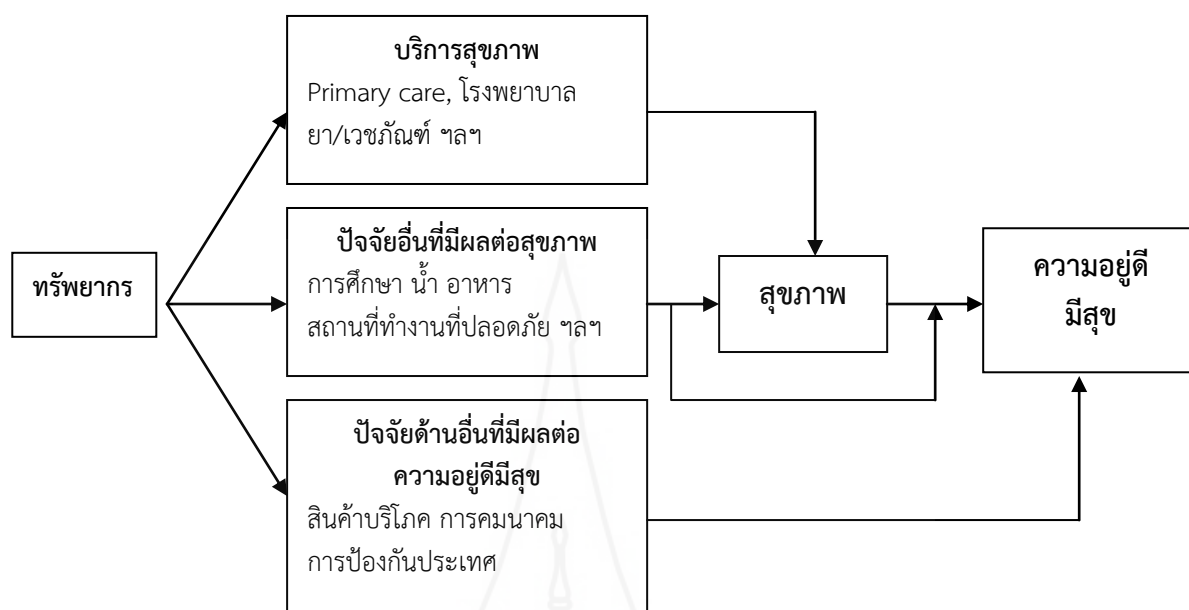 บริการสุขภาพ
Primary care, โรงพยาบาล
ยา/เวชภัณฑ์ ฯลฯ
ทรัพยากร
ปัจจัยอื่นที่มีผลต่อสุขภาพ
การศึกษา น้ำ อาหาร
สถานที่ทำงานที่ปลอดภัย ฯลฯ
สุขภาพ
ความอยู่ดี
มีสุข
ปัจจัยด้านอื่นที่มีผลต่อ
ความอยู่ดีมีสุข
สินค้าบริโภค การคมนาคม
การป้องกันประเทศ